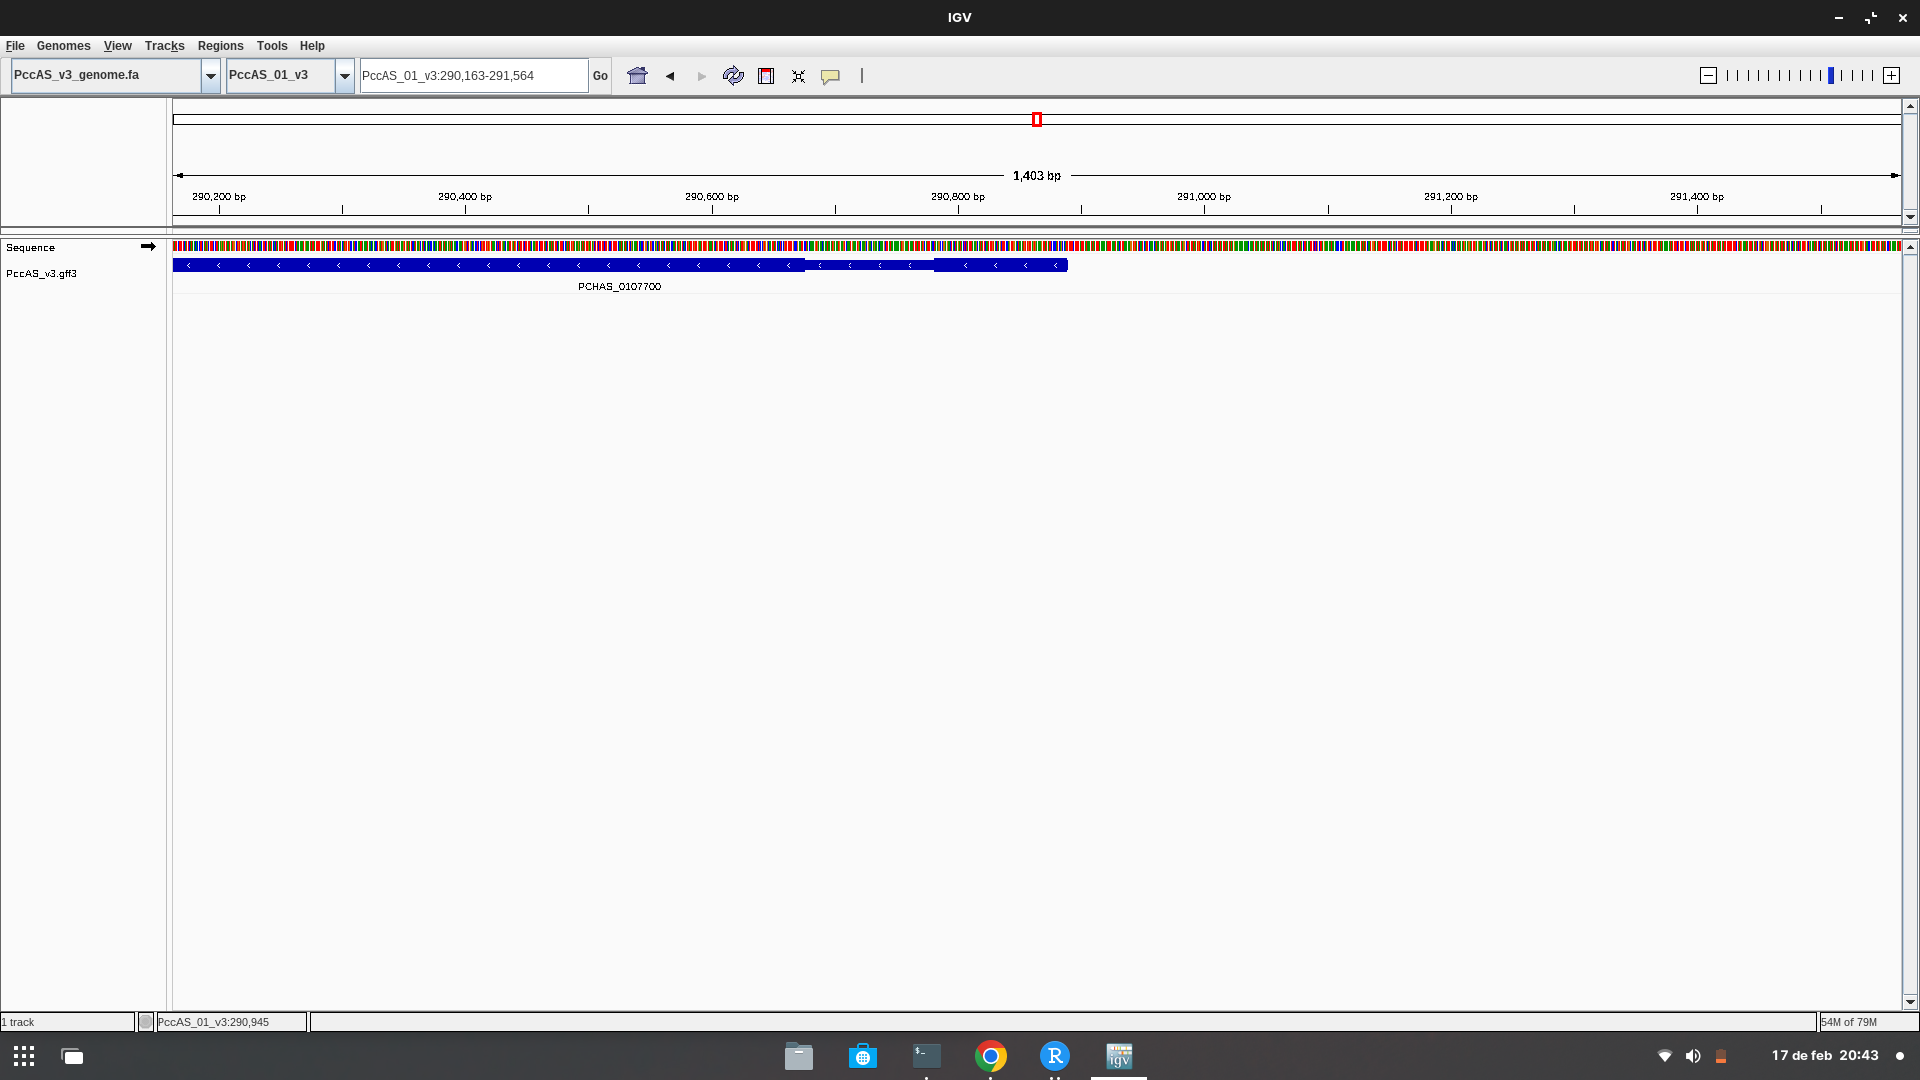 IGV
File Genomes View Tracks Regions Tools Help
PccAS_v3_genome.fa PccAS_01_v3 PccAS_01_v3:290,163-291,564 Go
1,403 bp
290,200 bp 290,400 bp 290,600 bp 290,800 bp 291,000 bp 291,200 bp 291,400 bp
Sequence
PccAS_v3.gff3
PCHAS_0107700
1 track PccAS_01_v3:290,945 54M of 79M
$- R igv 17 de feb 20:43